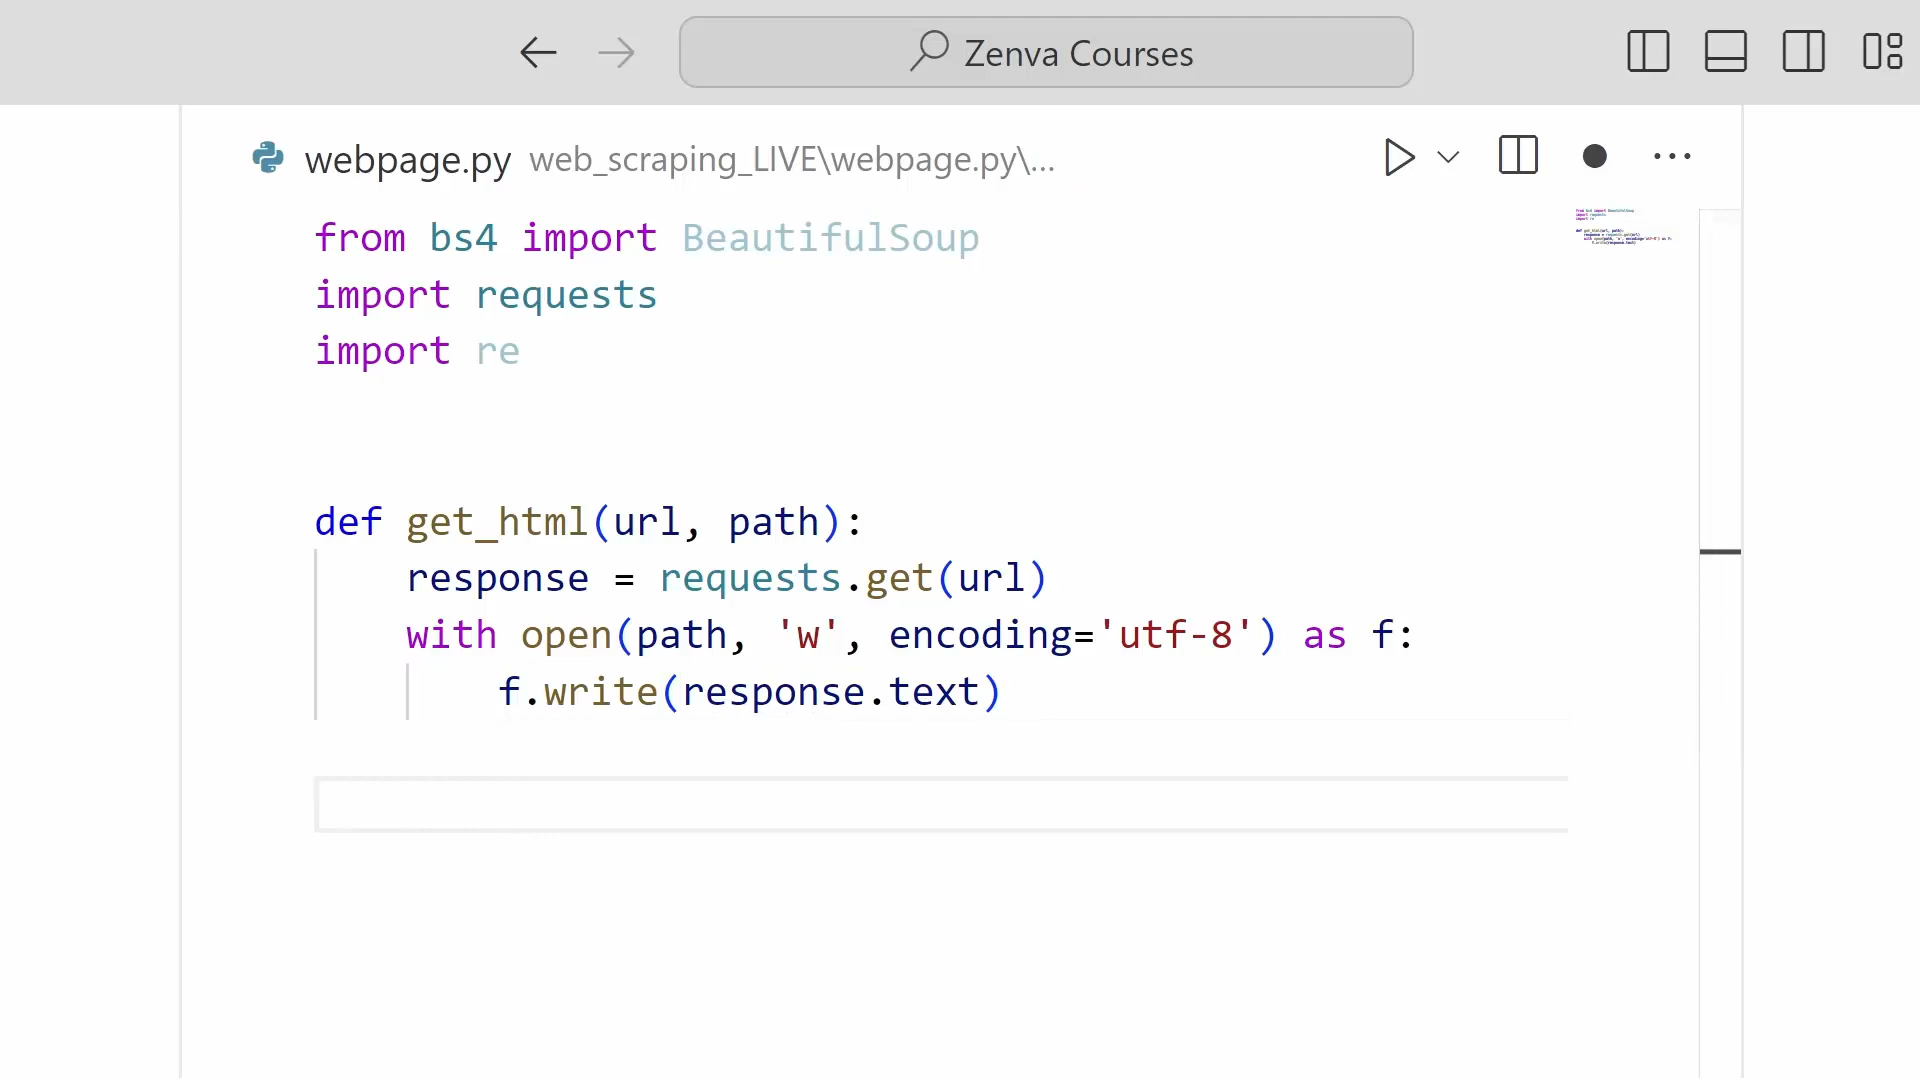 Zenva Courses
webpage.py web_scraping_LIVE\webpage.py\...
from bs4 import BeautifulSoup
import requests
import re
def get_html(url, path):
    response = requests.get(url)
    with open(path, 'w', encoding='utf-8') as f:
        f.write(response.text)